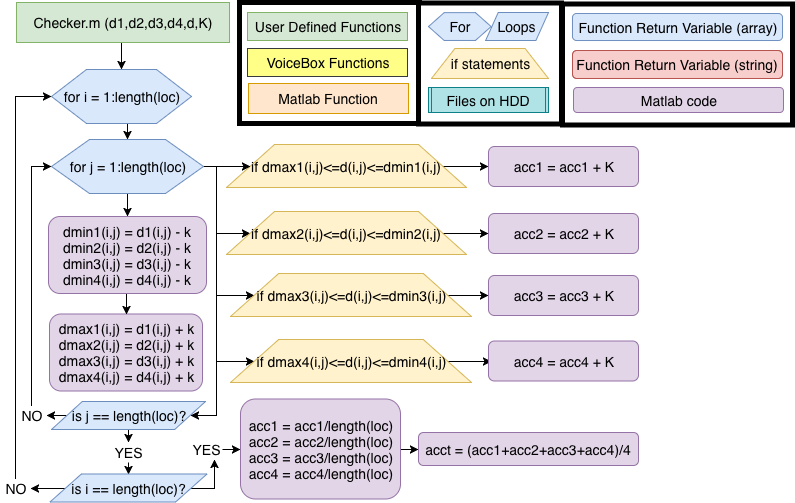 Checker.m (d1,d2,d3,d4,d,K)
User Defined Functions
VoiceBox Functions
Matlab Function
For
Loops
if statements
Files on HDD
Function Return Variable (array)
Function Return Variable (string)
Matlab code
for i = 1:length(loc)
for j = 1:length(loc)
if dmax1(i,j)<=d(i,j)<=dmin1(i,j)
acc1 = acc1 + K
dmin1(i,j) = d1(i,j) - k
dmin2(i,j) = d2(i,j) - k
dmin3(i,j) = d3(i,j) - k
dmin4(i,j) = d4(i,j) - k
if dmax2(i,j)<=d(i,j)<=dmin2(i,j)
acc2 = acc2 + K
if dmax3(i,j)<=d(i,j)<=dmin3(i,j)
acc3 = acc3 + K
dmax1(i,j) = d1(i,j) + k
dmax2(i,j) = d2(i,j) + k
dmax3(i,j) = d3(i,j) + k
dmax4(i,j) = d4(i,j) + k
if dmax4(i,j)<=d(i,j)<=dmin4(i,j)
acc4 = acc4 + K
NO
is j == length(loc)?
YES
NO
is i == length(loc)?
YES
acc1 = acc1/length(loc)
acc2 = acc2/length(loc)
acc3 = acc3/length(loc)
acc4 = acc4/length(loc)
acct = (acc1+acc2+acc3+acc4)/4